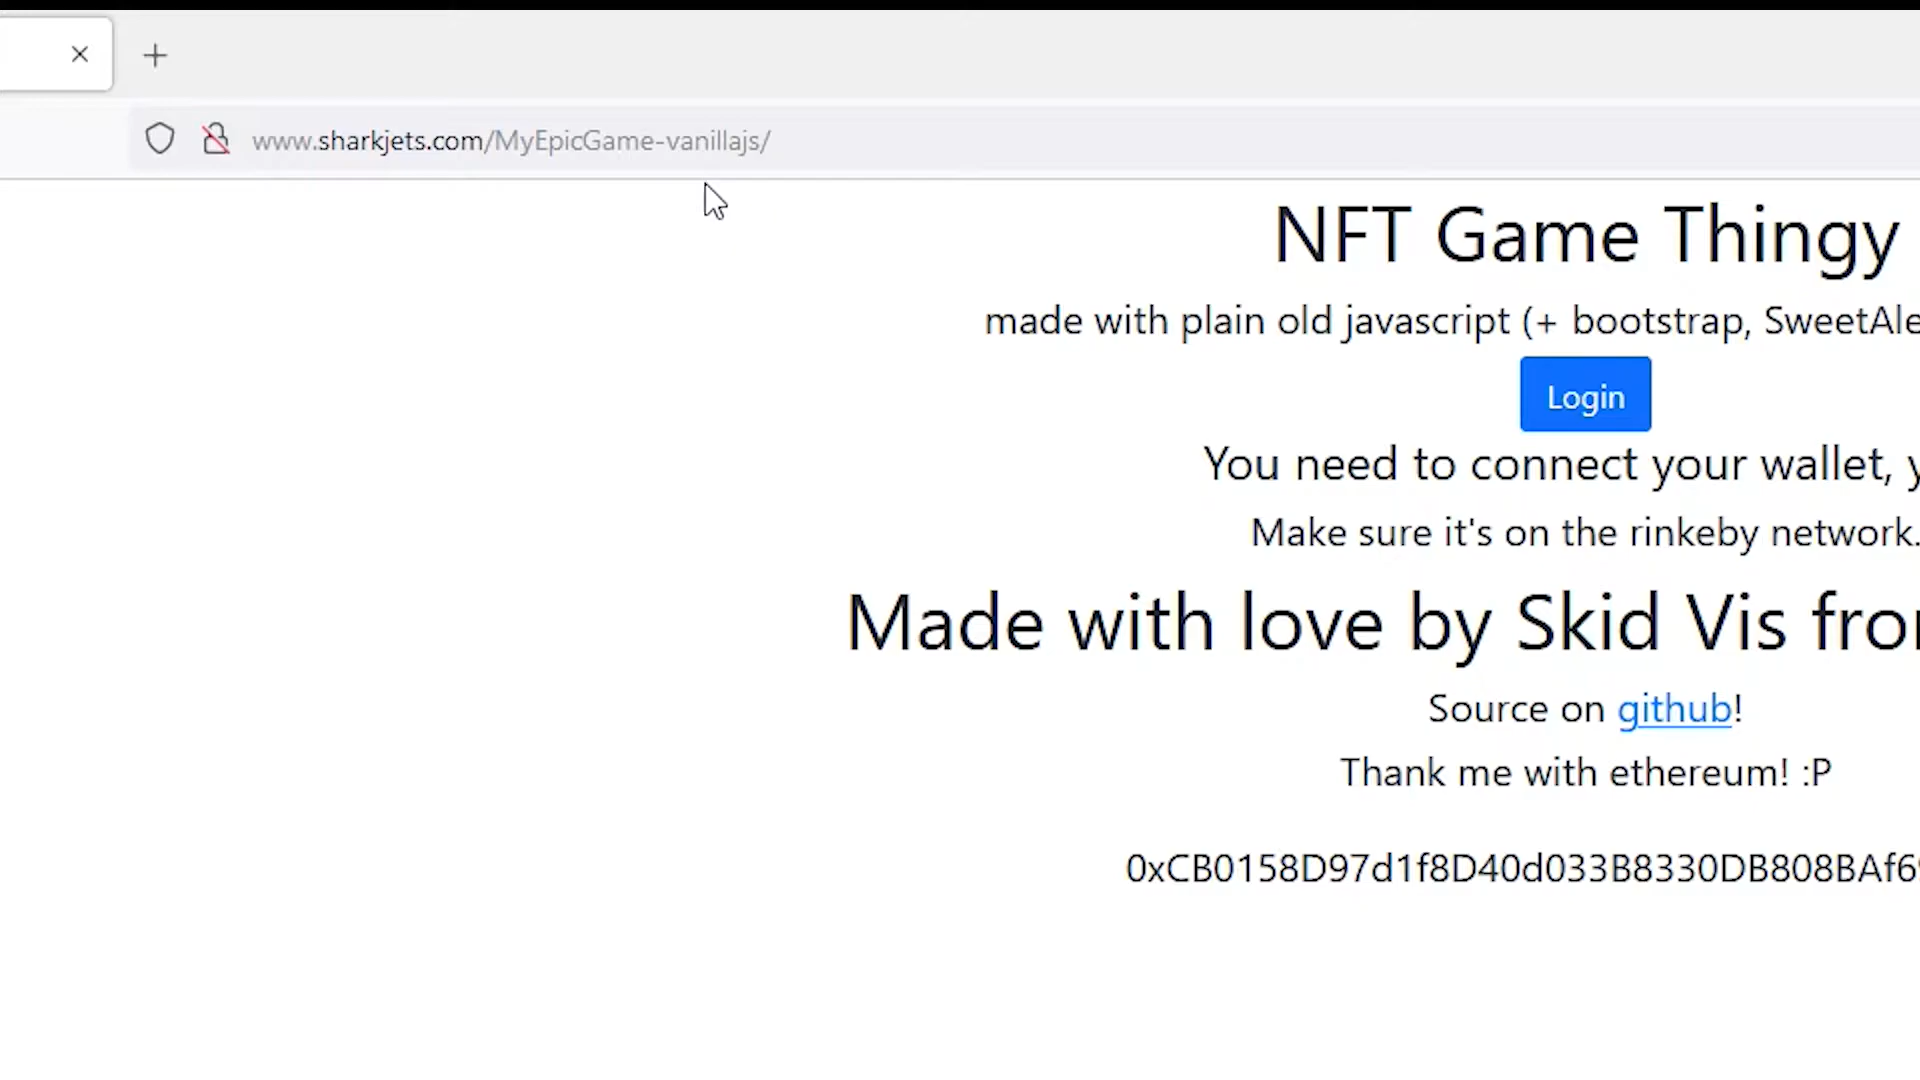 www.sharkjets.com/MyEpicGame-vanillajs/
NFT Game Thingy
made with plain old javascript (+ bootstrap, SweetAle
Login
You need to connect your wallet, y
Make sure it's on the rinkeby network.
Made with love by Skid Vis fro
Source on github!
Thank me with ethereum! :P
0xCB0158D97d1f8D40d033B8330DB808BAf69